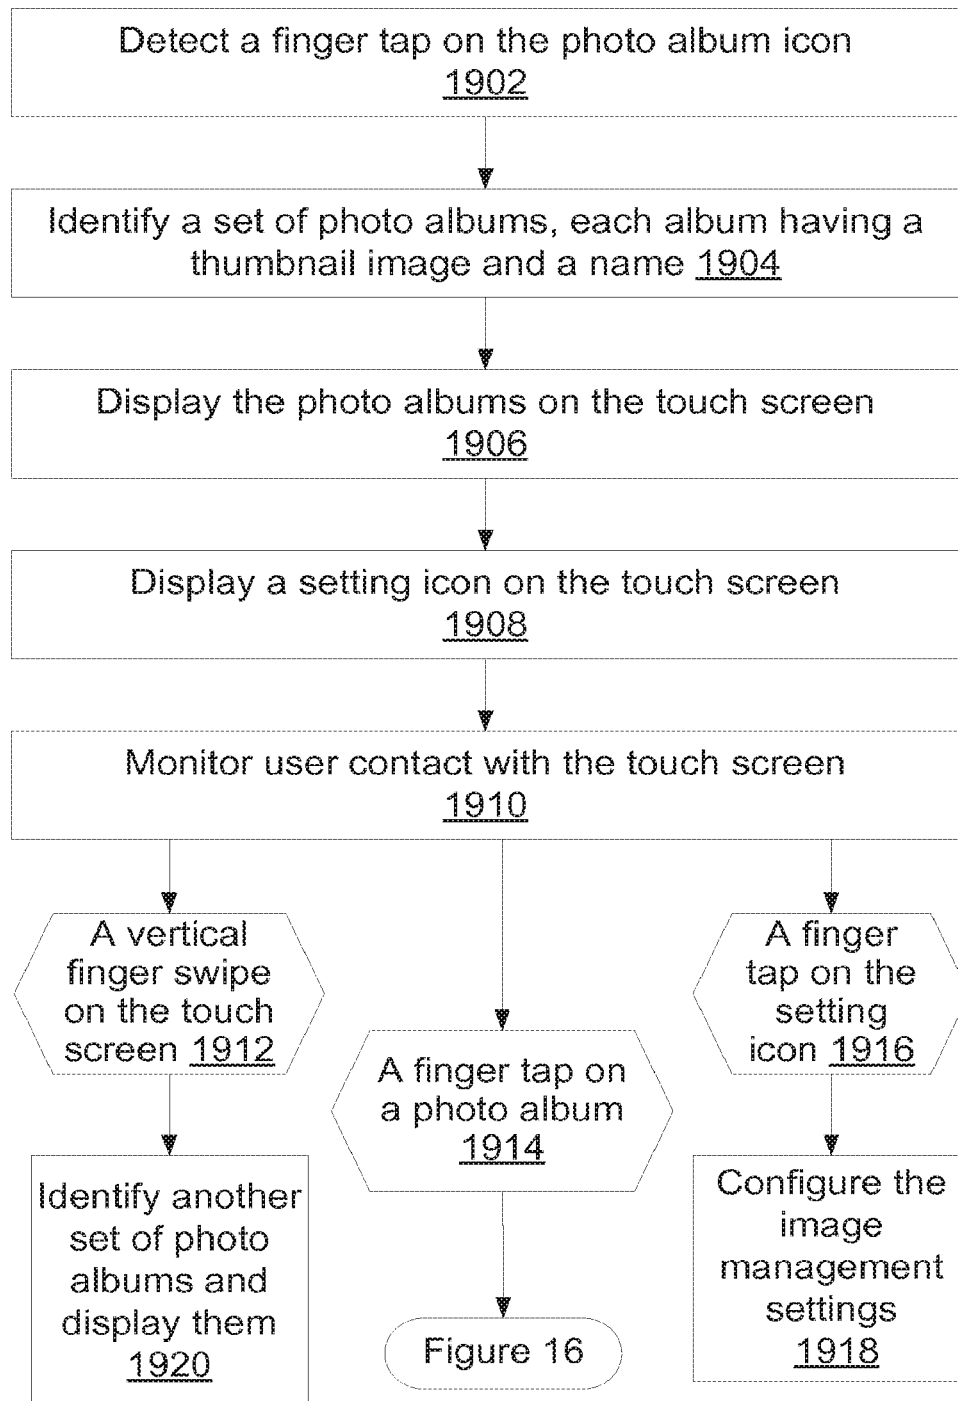 Detect a finger tap on the photo album icon
1902
Identify a set of photo albums, each album having a
thumbnail image and a name 1904
Display the photo albums on the touch screen
1906
Display a setting icon on the touch screen
1908
Monitor user contact with the touch screen
1910
A vertical
finger swipe
on the touch
screen 1912
A finger tap on
a photo album
1914
A finger
tap on the
setting
icon 1916
Identify another
set of photo
albums and
display them
1920
Figure 16
Configure the
image
management
settings
1918